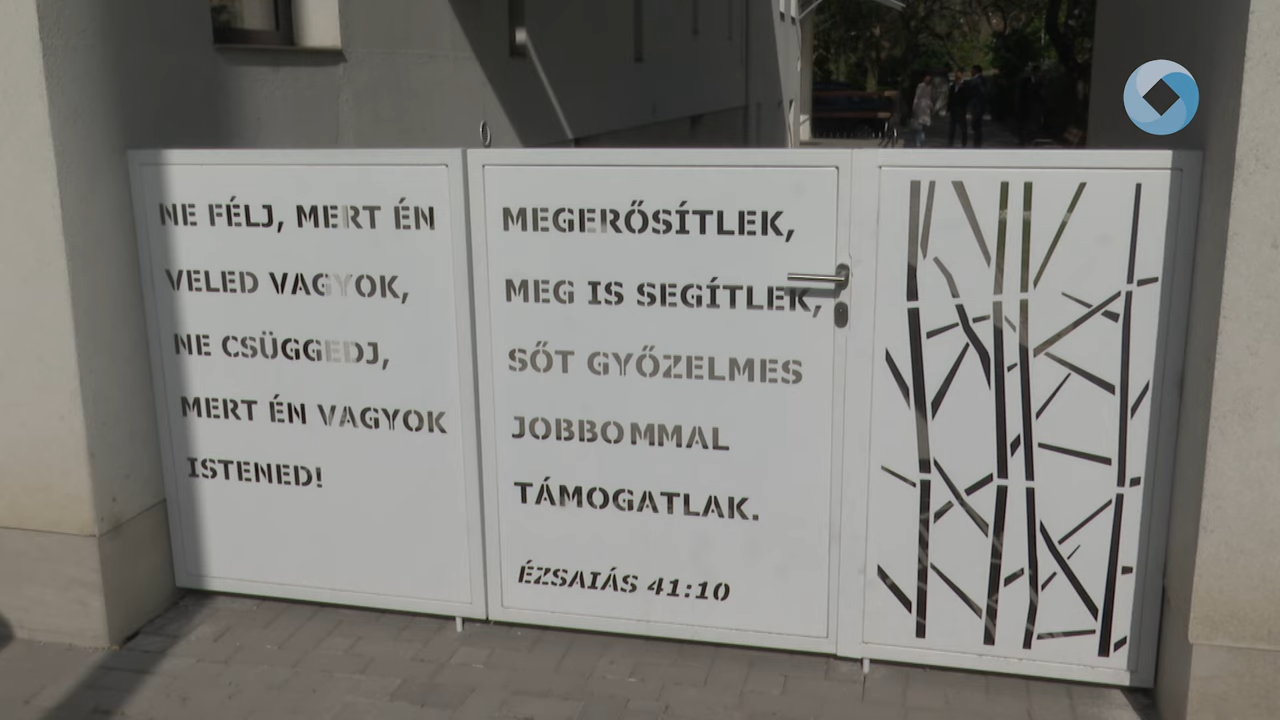 NE FÉLJ, MERT ÉN
VELED VAGYOK,
NE CSÜGGEDJ,
MERT ÉN VAGYOK
ISTENED!
MEGERŐSÍTLEK,
MEG IS SEGÍTLEK,
SŐT GYŐZELMES
JOBBOMMAL
TÁMOGATLAK.
ÉZSAIÁS 41:10